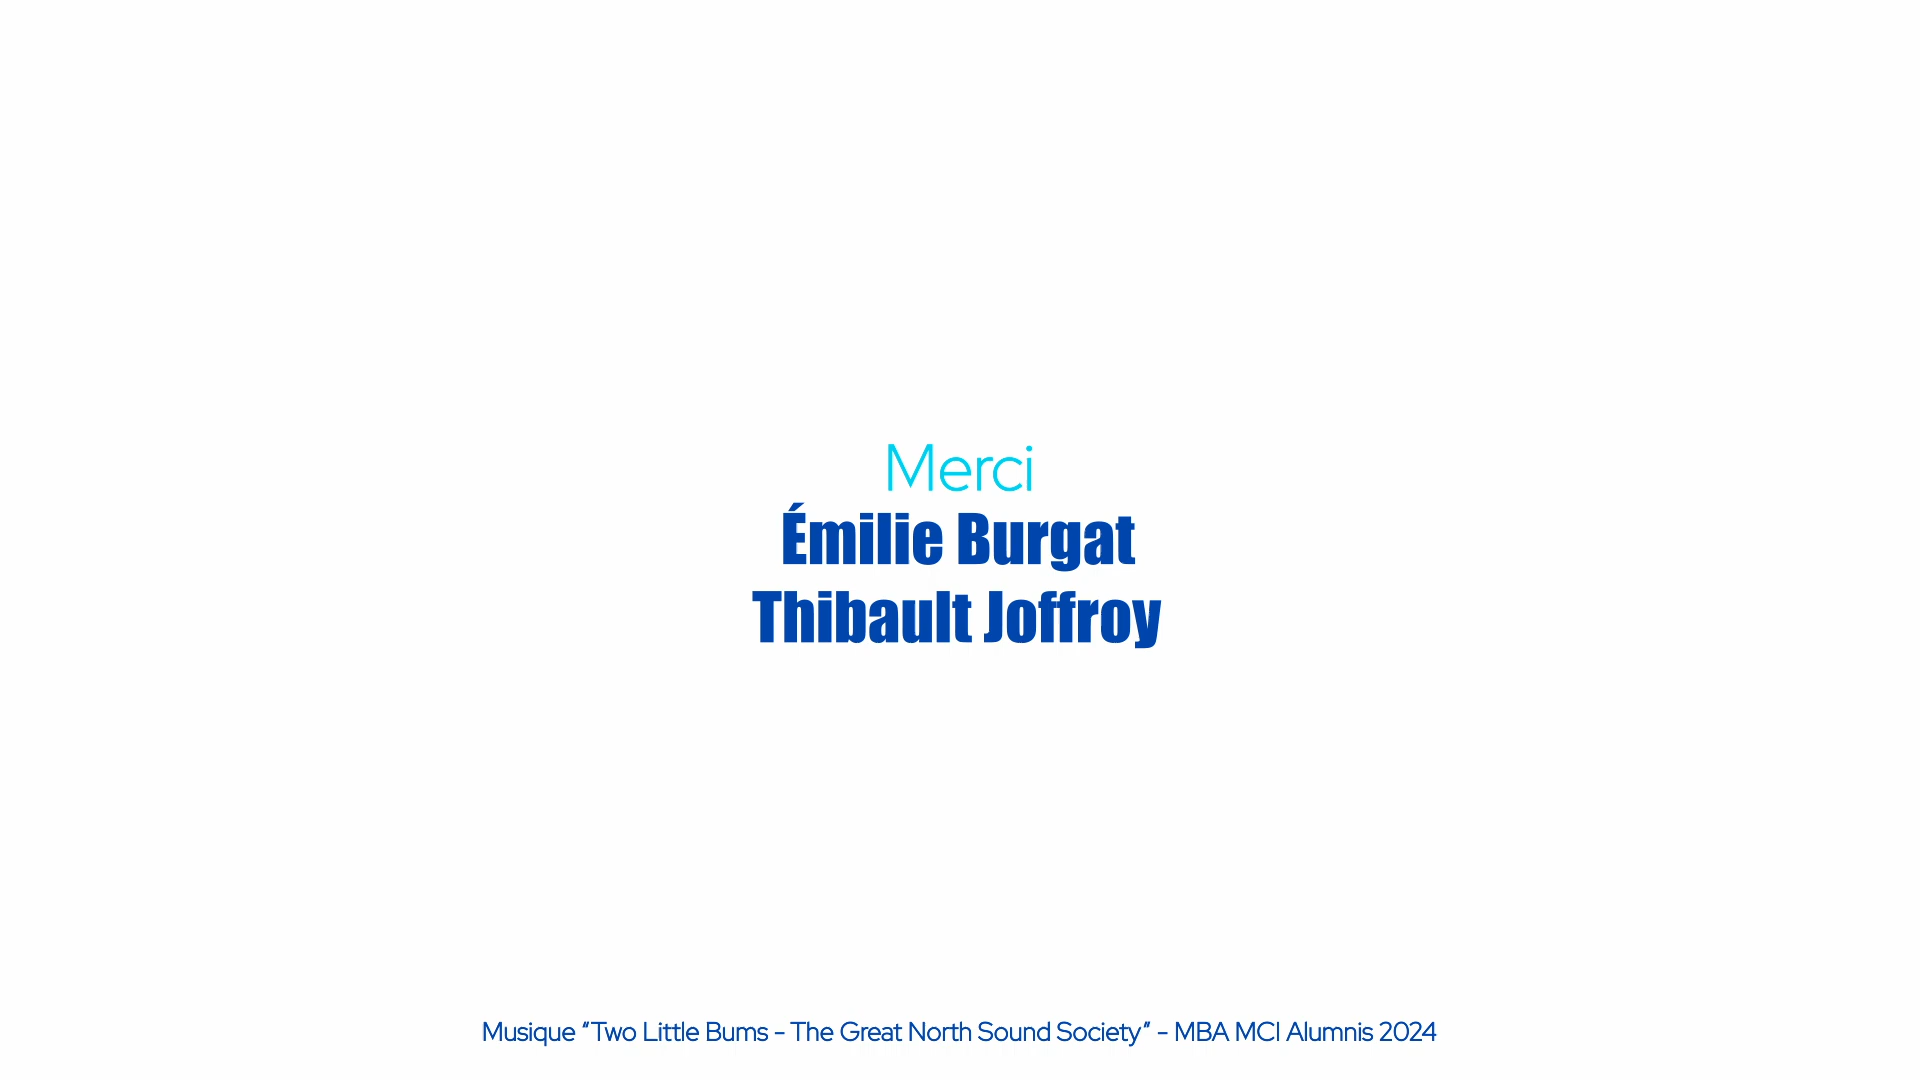 Merci
Émilie Burgat
Thibault Joffroy
Musique “Two Little Bums - The Great North Sound Society” - MBA MCI Alumnis 2024